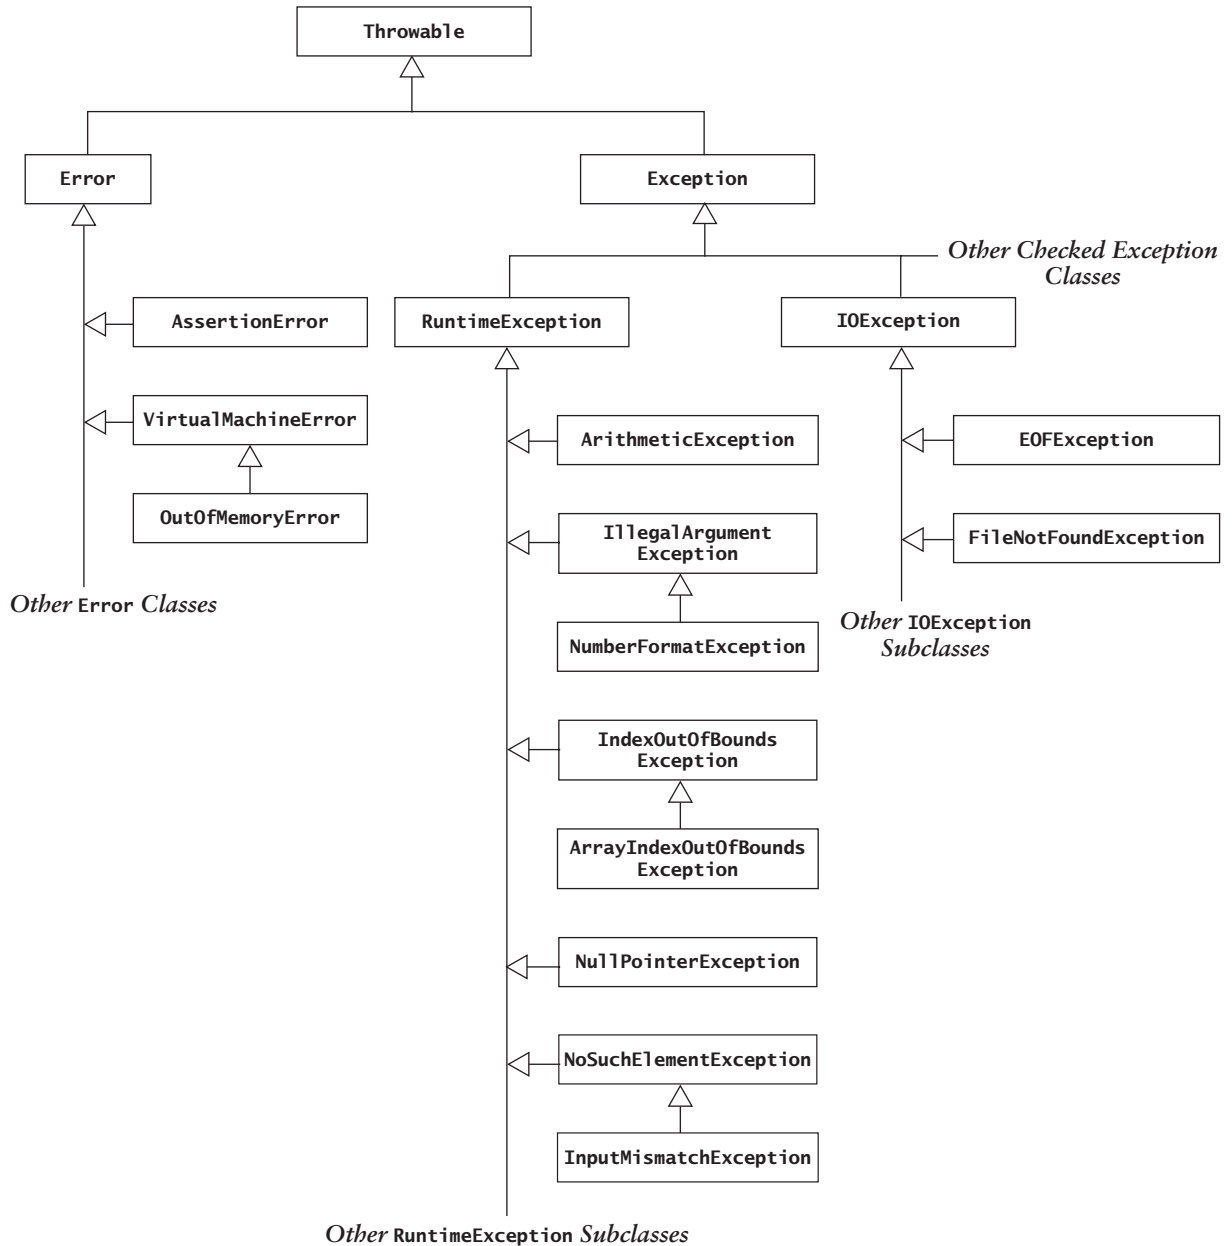 Throwable
Error
Exception
Other Checked Exception
Classes
AssertionError
RuntimeException
IOException
VirtualMachineError
ArithmeticException
EOFException
OutOfMemoryError
IllegalArgument
Exception
FileNotFoundException
Other Error Classes
Other IOException
Subclasses
NumberFormatException
IndexOutOfBounds
Exception
ArrayIndexOutOfBounds
Exception
NullPointerException
NoSuchElementException
InputMismatchException
Other RuntimeException Subclasses